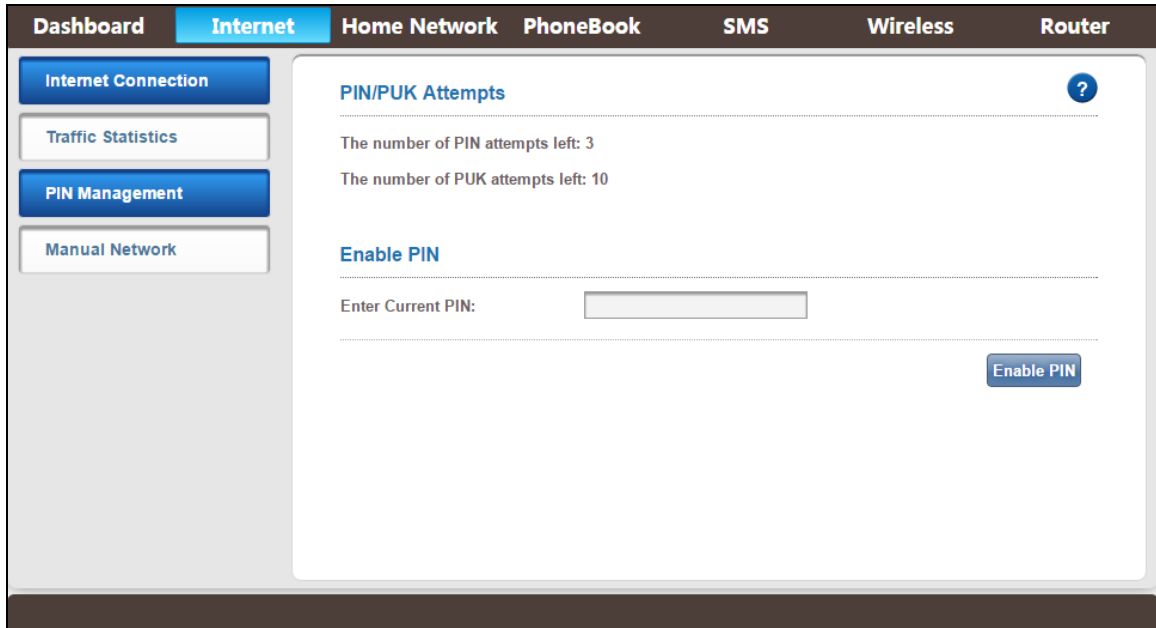 Dashboard Internet Home Network PhoneBook SMS Wireless Router
Internet Connection
Traffic Statistics
PIN Management
Manual Network
PIN/PUK Attempts ?
The number of PIN attempts left: 3
The number of PUK attempts left: 10
Enable PIN
Enter Current PIN:
Enable PIN